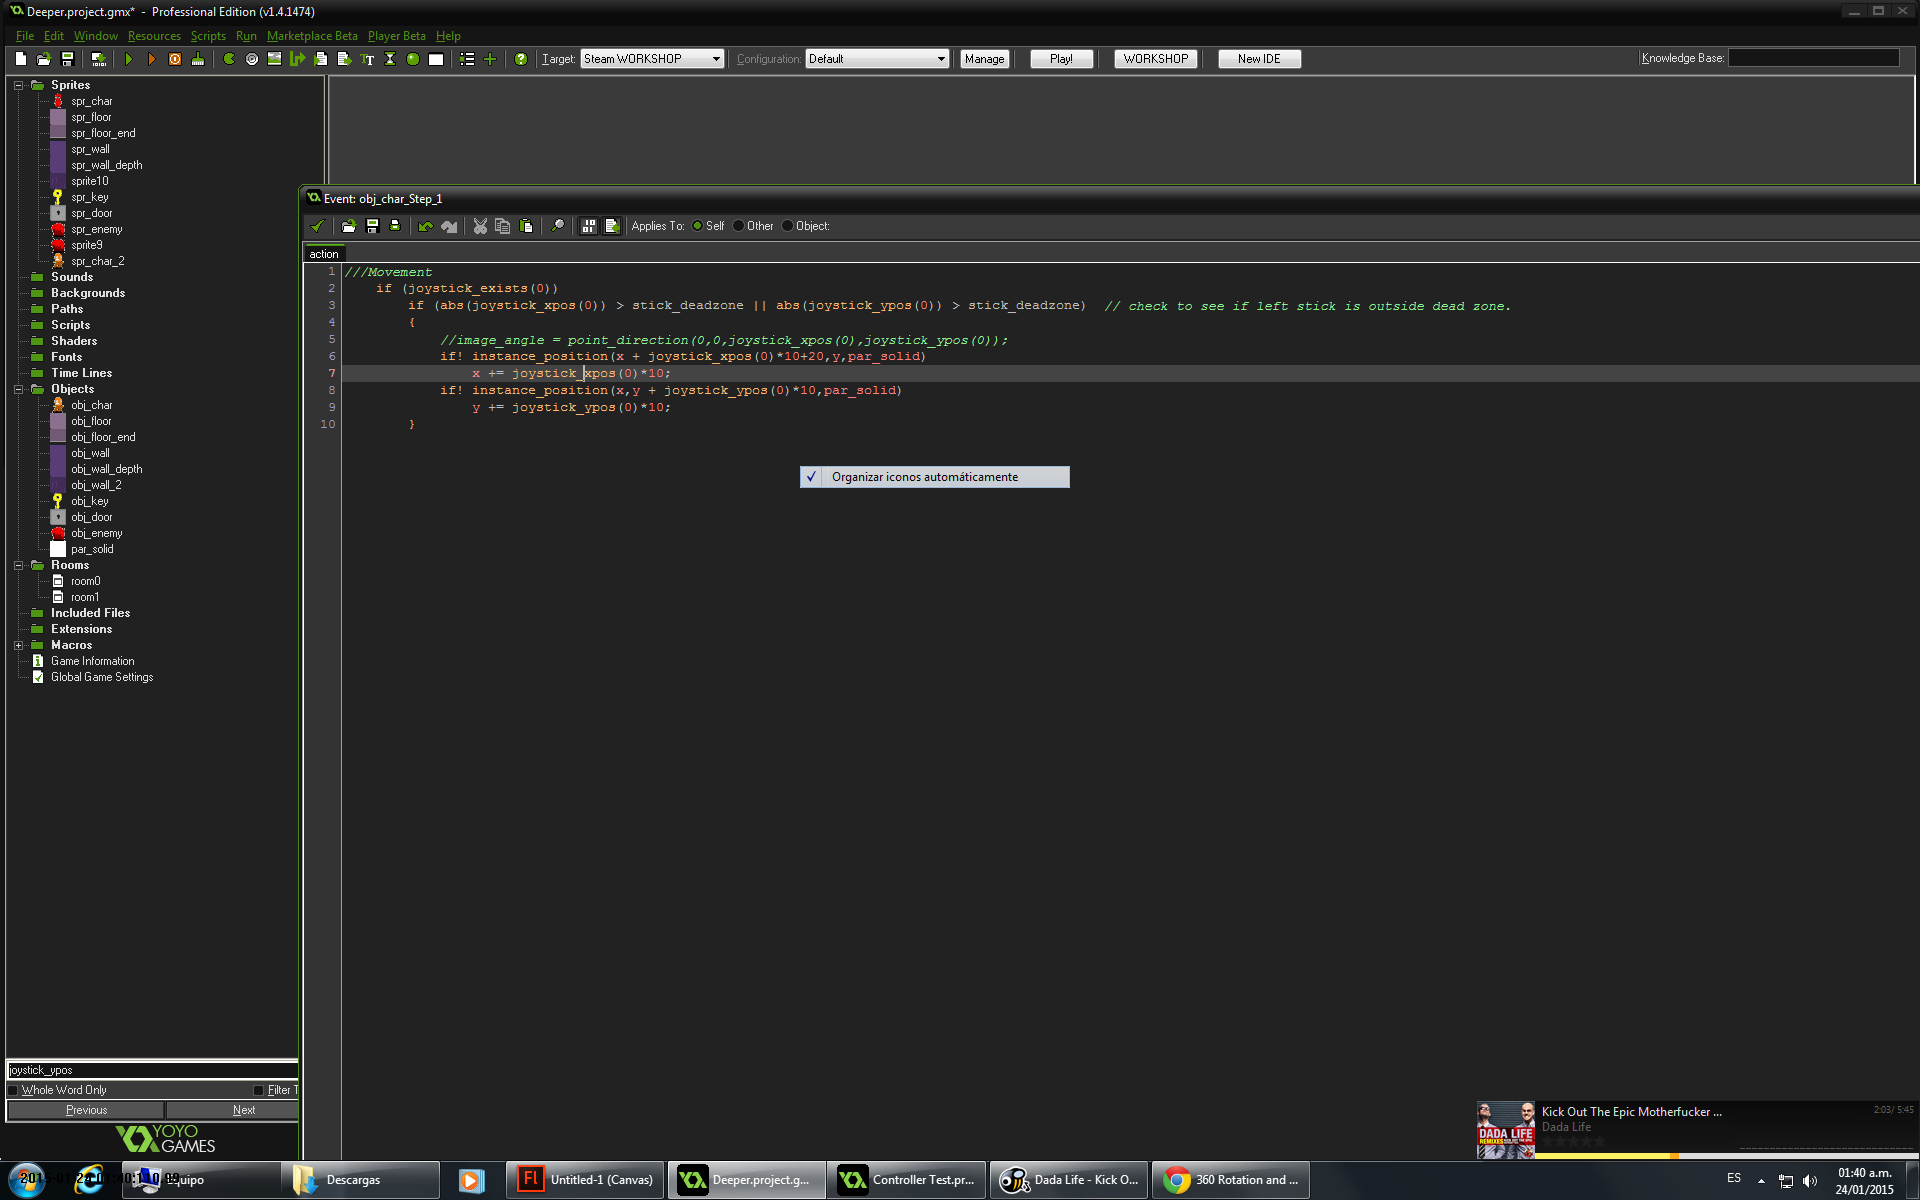 Deeper.project.gmx* - Professional Edition (v1.4.1474)
File Edit Window Resources Scripts Run Marketplace Beta Player Beta Help
Target: Steam WORKSHOP Configuration: Default Manage Play! WORKSHOP New IDE Knowledge Base:
Sprites
spr_char
spr_floor
spr_floor_end
spr_wall
spr_wall_depth
sprite10
spr_key
spr_door
spr_enemy
sprite9
spr_char_2
Sounds
Backgrounds
Paths
Scripts
Shaders
Fonts
Time Lines
Objects
obj_char
obj_floor
obj_floor_end
obj_wall
obj_wall_depth
obj_wall_2
obj_key
obj_door
obj_enemy
par_solid
Rooms
room0
room1
Included Files
Extensions
Macros
Game Information
Global Game Settings
joystick_ypos
Whole Word Only Filter T
Previous Next
YOYO
GAMES
Event: obj_char_Step_1
Applies To: Self Other Object:
action
1 ///Movement
2 if (joystick_exists(0))
3 if (abs(joystick_xpos(0)) > stick_deadzone || abs(joystick_ypos(0)) > stick_deadzone) // check to see if left stick is outside dead zone.
4 {
5 //image_angle = point_direction(0,0,joystick_xpos(0),joystick_ypos(0));
6 if! instance_position(x + joystick_xpos(0)*10+20,y,par_solid)
7 x += joystick_xpos(0)*10;
8 if! instance_position(x,y + joystick_ypos(0)*10,par_solid)
9 y += joystick_ypos(0)*10;
10 }
✓ Organizar iconos automáticamente
Kick Out The Epic Motherfucker ... 2:03/ 5:45
Dada Life
DADA LIFE
Equipo
Descargas
Fl Untitled-1 (Canvas)
Deeper.project.g...
Controller Test.pr...
Dada Life - Kick O...
360 Rotation and ...
ES
01:40 a.m.
24/01/2015